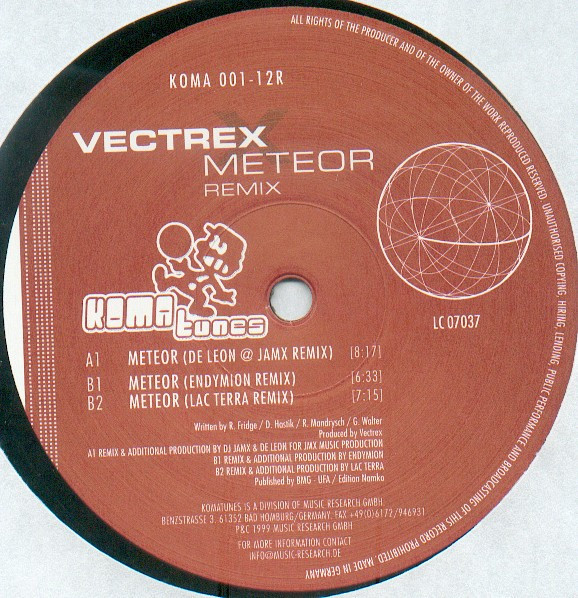 ALL RIGHTS OF THE PRODUCER AND OF THE OWNER OF THE WORK REPRODUCED RESERVED. UNAUTHORISED COPYING, HIRING, LENDING, PUBLIC PERFORMANCE AND BROADCASTING OF THIS RECORD PROHIBITED. MADE IN GERMANY
KOMA 001-12R
VECTREX
METEOR
REMIX
KOMA
tunes
LC 07037
A1 METEOR (DE LEON @ JAMX REMIX) [8:17]
B1 METEOR (ENDYMION REMIX) [6:33]
B2 METEOR (LAC TERRA REMIX) [7:15]
Written by R. Fridge / D. Hasiik / R. Mandrysch / G. Walter
Produced by Vectrex
A1 REMIX & ADDITIONAL PRODUCTION BY DJ JAMX & DE LEON FOR JMX MUSIC PRODUCTION
B1 REMIX & ADDITIONAL PRODUCTION BY ENDYMION
B2 REMIX & ADDITIONAL PRODUCTION BY LAC TERRA
Published by BMG - UFA / Edition Namko
KOMATUNES IS A DIVISION OF MUSIC RESEARCH GMBH
BENZSTRASSE 3, 61352 BAD HOMBURG/GERMANY, FAX +49(0)6172/946931
P&C 1999 MUSIC RESEARCH GMBH
FOR MORE INFORMATION CONTACT
INFO@MUSIC-RESEARCH.DE